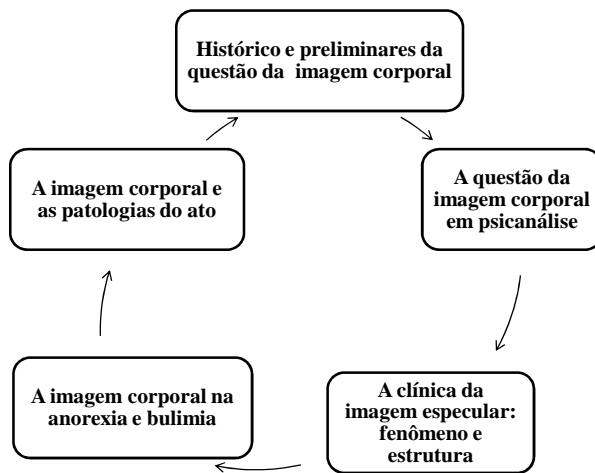 Histórico e preliminares da
questão da imagem corporal
A questão da
imagem corporal
em psicanálise
A clínica da
imagem especular:
fenômeno e
estrutura
A imagem corporal na
anorexia e bulimia
A imagem corporal e
as patologias do ato